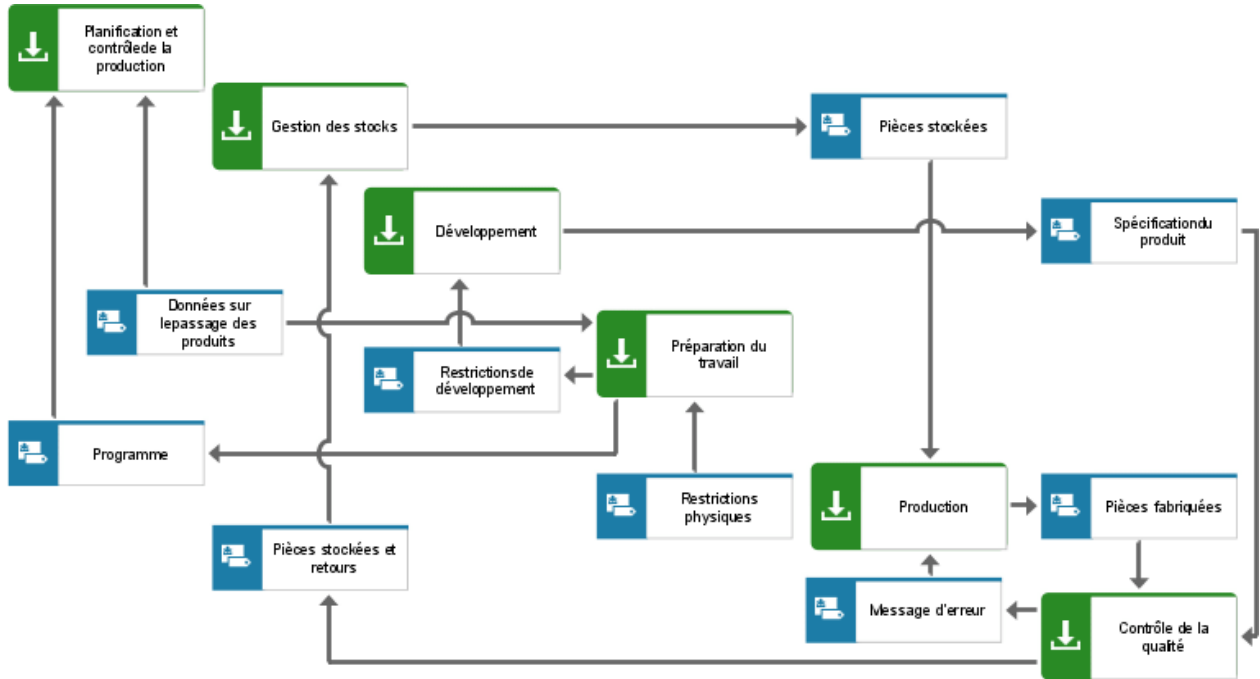 Planification et
contrôlede la
production
Gestion des stocks
Pièces stockées
Développement
Spécificationdu
produit
Données sur
lepassage des
produits
Préparation du
travail
Restrictionsde
développement
Programme
Restrictions
physiques
Production
Pièces fabriquées
Pièces stockées et
retours
Message d'erreur
Contrôle de la
qualité